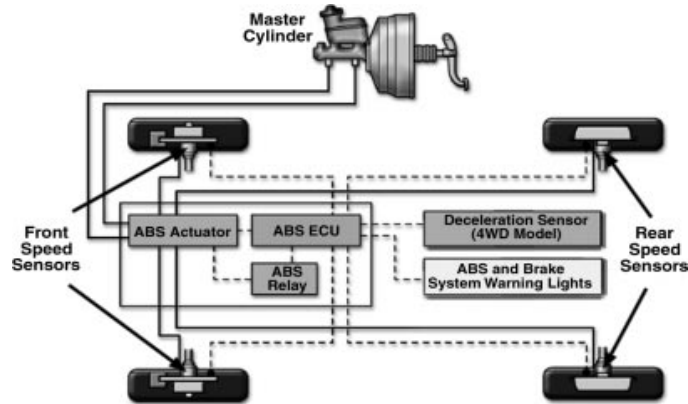 Master
Cylinder
Front
Speed
Sensors
ABS Actuator
ABS ECU
ABS
Relay
Deceleration Sensor
(4WD Model)
ABS and Brake
System Warning Lights
Rear
Speed
Sensors